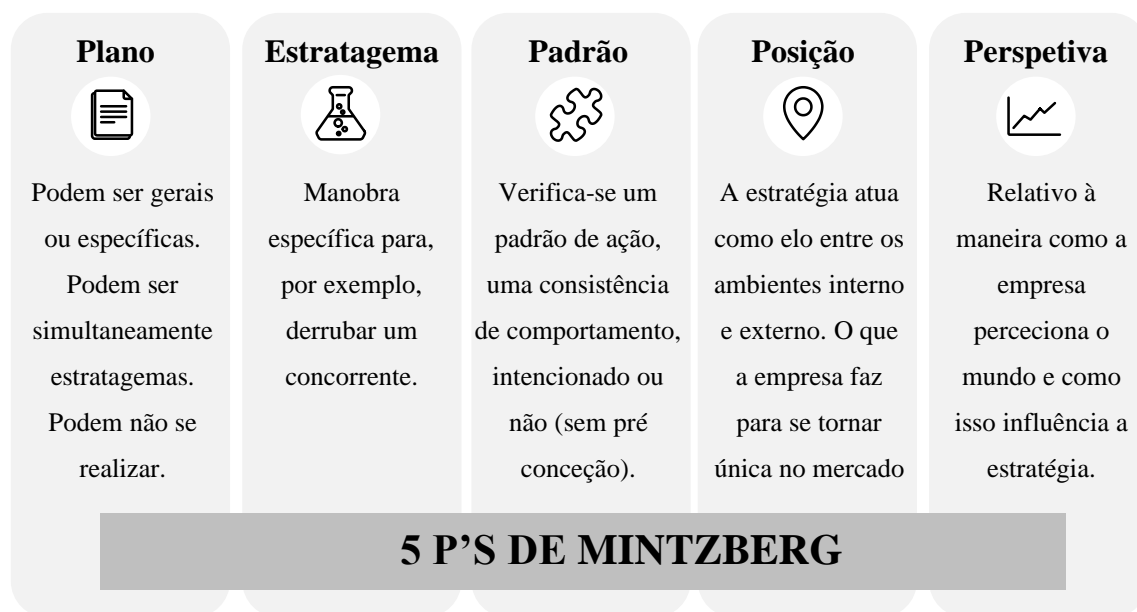 Plano
Podem ser gerais
ou específicas.
Podem ser
simultaneamente
estratagemas.
Podem não se
realizar.
Estratagema
Manobra
específica para,
por exemplo,
derrubar um
concorrente.
Padrão
Verifica-se um
padrão de ação,
uma consistência
de comportamento,
intencionado ou
não (sem pré
conceção).
Posição
A estratégia atua
como elo entre os
ambientes interno
e externo. O que
a empresa faz
para se tornar
única no mercado
Perspetiva
Relativo à
maneira como a
empresa
perceciona o
mundo e como
isso influência a
estratégia.
5 P’S DE MINTZBERG